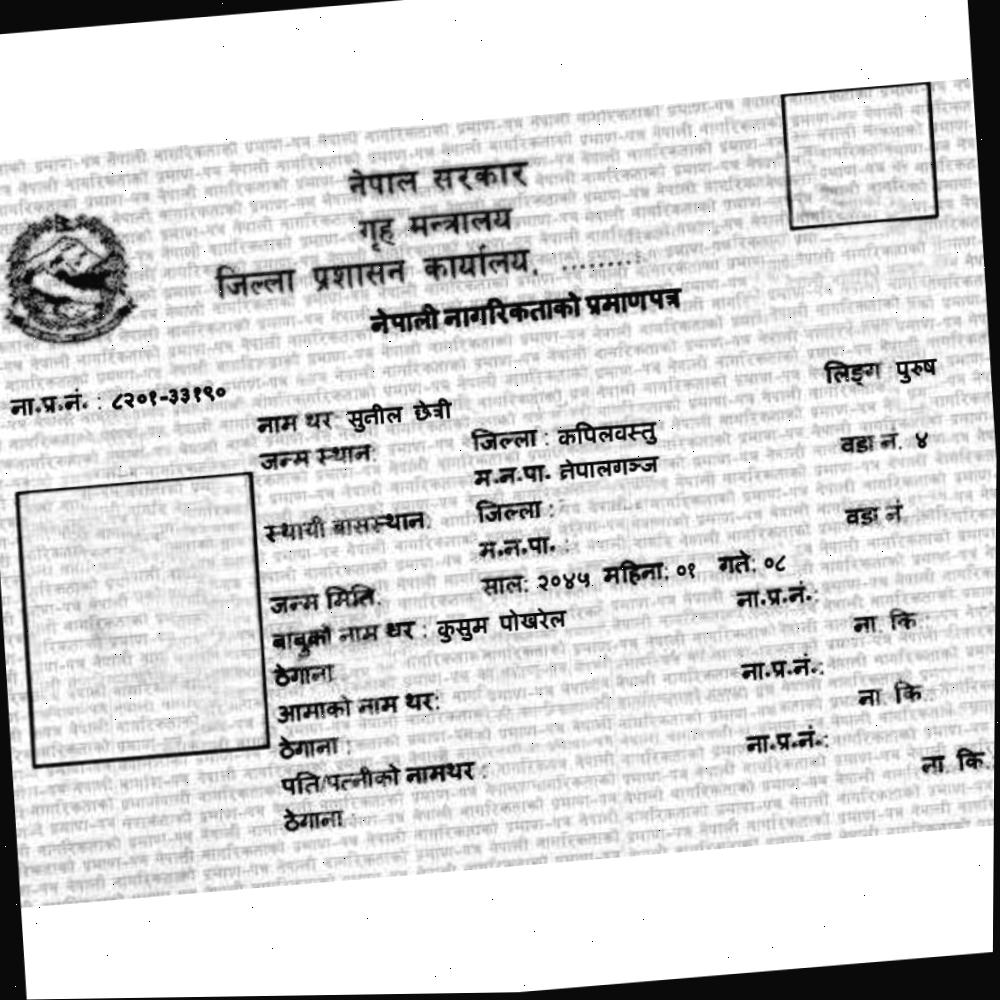 नेपाल सरकार
गृह मन्त्रालय
जिल्ला प्रशासन कार्यालय, ........
नेपाली नागरिकताको प्रमाणपत्र
लिङ्ग पुरुष
ना.प्र.नं. : ८२०१-३३१९०
नाम थर सुनील छेत्री
जन्म स्थान: जिल्ला : कपिलवस्तु वडा नं. ४
म.न.पा. नेपालगञ्ज
स्थायी बासस्थान: जिल्ला : वडा नं
म.न.पा. :
जन्म मिति: साल: २०४५ महिना: ०१ गते: ०८
बाबुको नाम थर : कुसुम पोखरेल ना.प्र.नं.:
ठेगाना ना. कि.:
आमाको नाम थर: ना.प्र.नं.:
ठेगाना : ना. कि.:
पति/पत्नीको नामथर : ना.प्र.नं.:
ठेगाना : ना. कि.